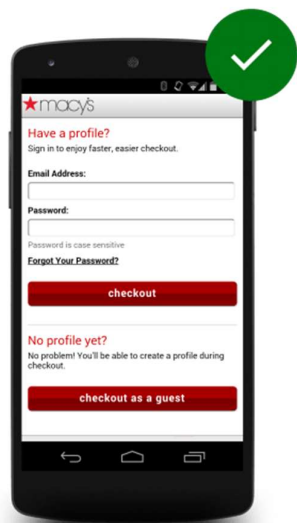 ★macy's
Have a profile?
Sign in to enjoy faster, easier checkout.
Email Address:
Password:
Password is case sensitive
Forgot Your Password?
checkout
No profile yet?
No problem! You'll be able to create a profile during
checkout.
checkout as a guest